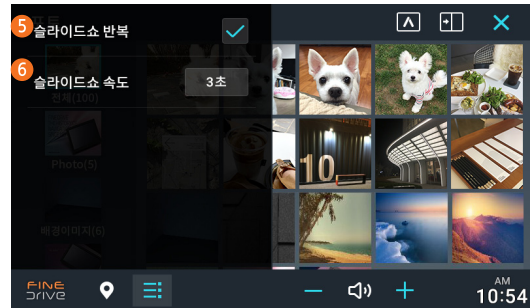 5 슬라이드쇼 반복
6 슬라이드쇼 속도
3초
전체(100)
Photo(5)
배경이미지(6)
10
FINE
DRIVE
AM
10:54